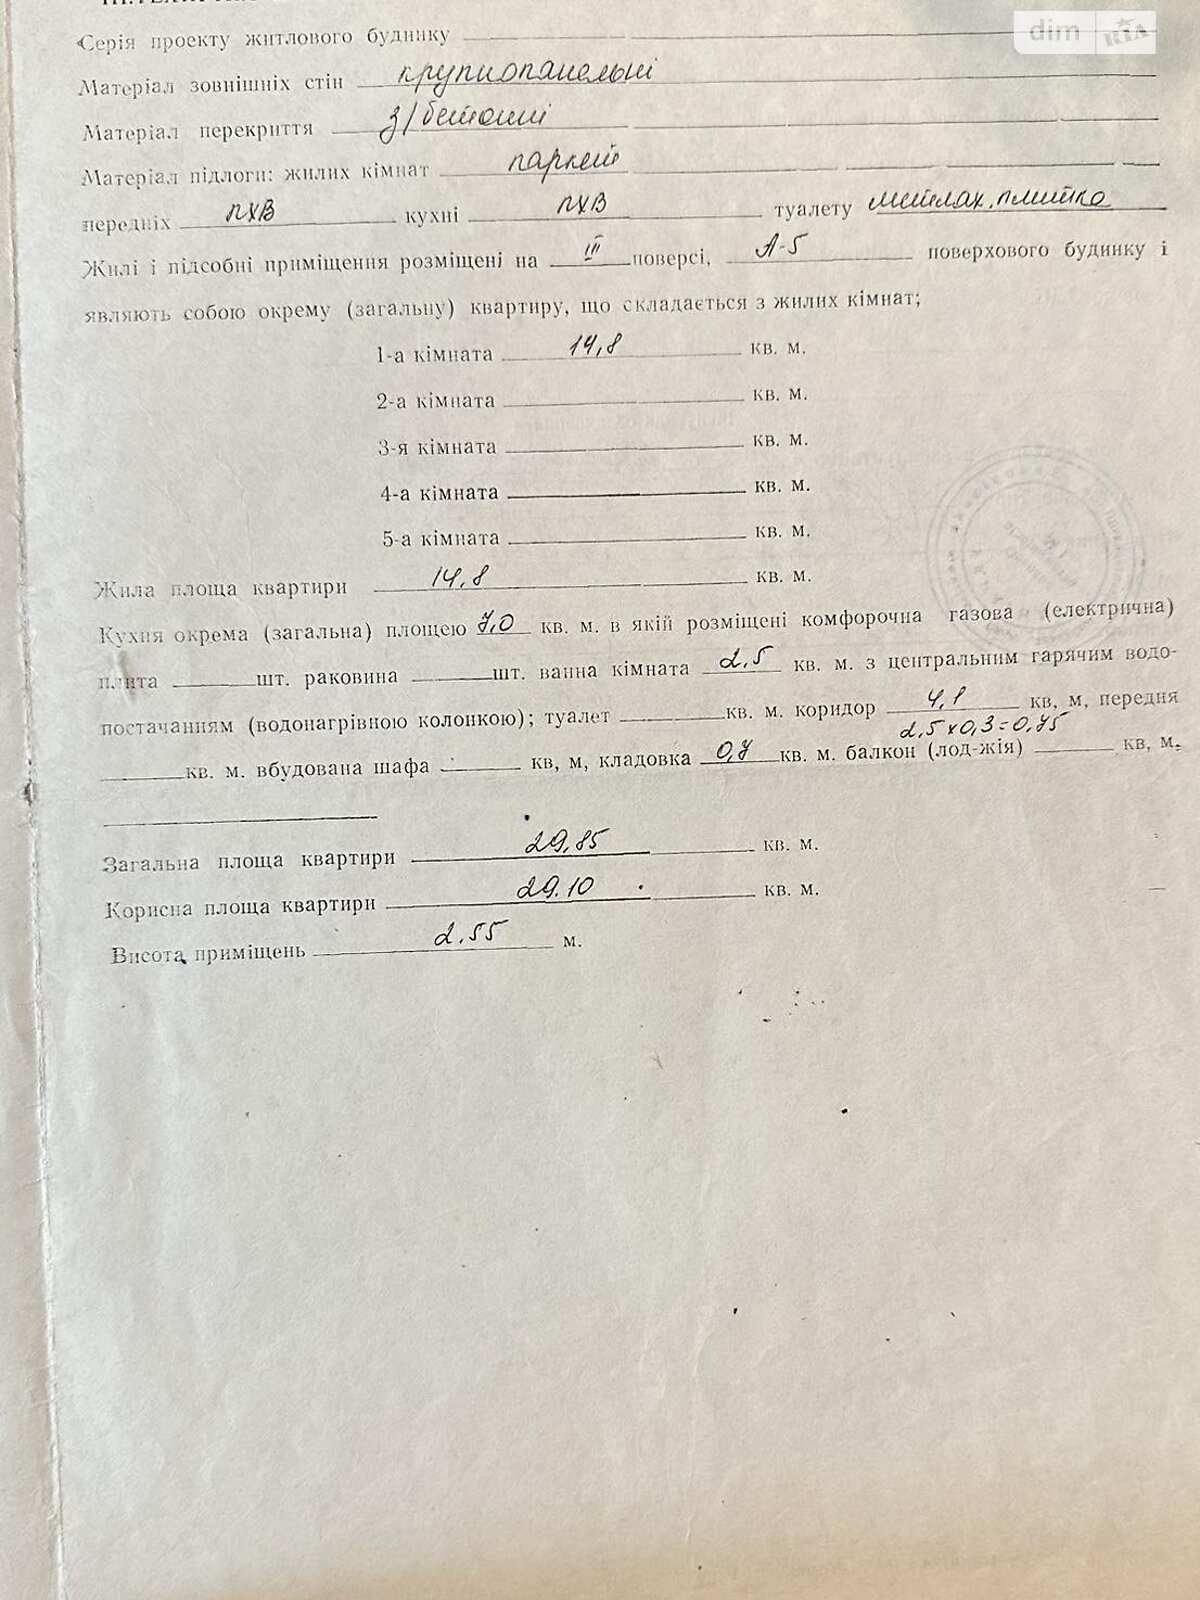 dim RIA
Серія проекту житлового будинку
Матеріал зовнішніх стін крупнопанельні
Матеріал перекриття з/бетонні
Матеріал підлоги: жилих кімнат паркет
передніх ПХВ кухні ПХВ туалету метлах. плитка
Жилі і підсобні приміщення розміщені на III поверсі, А-5 поверхового будинку і
являють собою окрему (загальну) квартиру, що складається з жилих кімнат;
1-а кімната 14,8 кв. м.
2-а кімната кв. м.
3-я кімната кв. м.
4-а кімната кв. м.
5-а кімната кв. м.
Жила площа квартири 14,8 кв. м.
Кухня окрема (загальна) площею 7,0 кв. м. в якій розміщені комфорочна газова (електрична)
плита шт. раковина шт. ванна кімната 2,5 кв. м. з центральним гарячим водо-
постачанням (водонагрівною колонкою); туалет кв. м. коридор 4,1 кв, м, передня
2,5×0,3=0,75
кв. м. вбудована шафа кв, м, кладовка 0,7 кв. м. балкон (лод-жія) кв, м.
Загальна площа квартири 29,85 кв. м.
Корисна площа квартири 29.10 кв. м.
Висота приміщень 2.55 м.